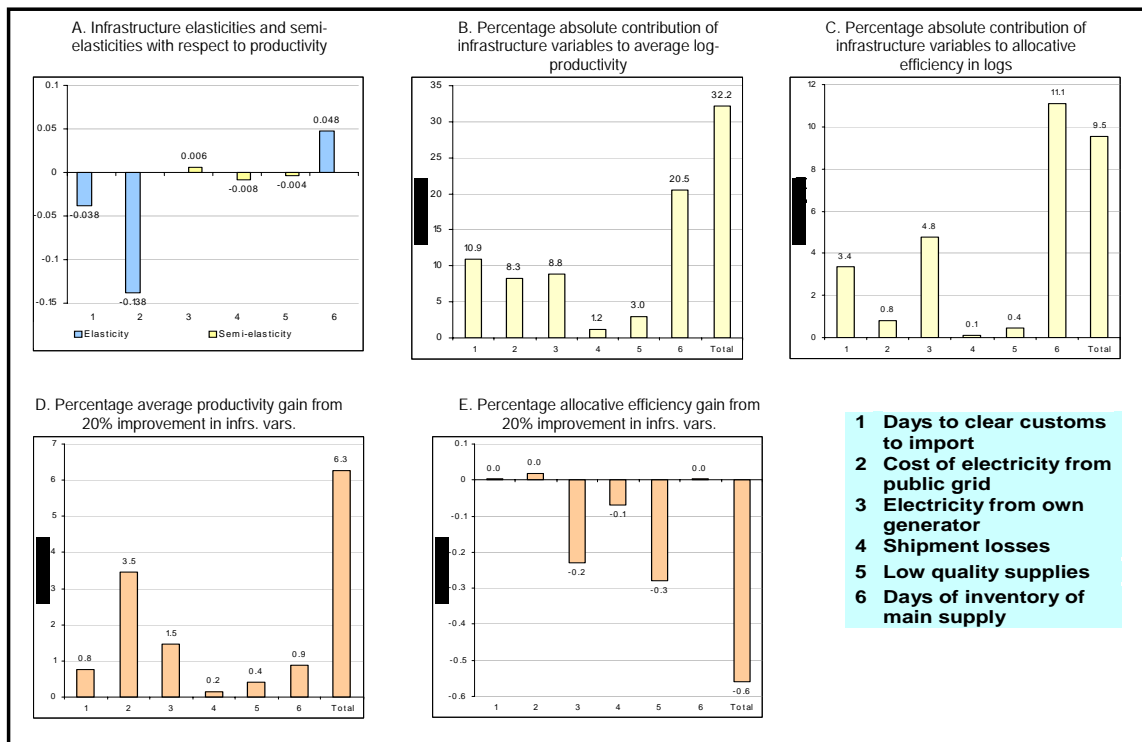 A. Infrastructure elasticities and semi-
elasticities with respect to productivity
0.1
0.05
0
-0.05
-0.1
-0.15
-0.038
-0.138
0.006
-0.008
-0.004
0.048
1 2 3 4 5 6
Elasticity Semi-elasticity
B. Percentage absolute contribution of
infrastructure variables to average log-
productivity
35
30
25
20
15
10
5
0
10.9
8.3
8.8
1.2
3.0
20.5
32.2
1 2 3 4 5 6 Total
C. Percentage absolute contribution of
infrastructure variables to allocative
efficiency in logs
12
10
8
6
4
2
0
3.4
0.8
4.8
0.1
0.4
11.1
9.5
1 2 3 4 5 6 Total
D. Percentage average productivity gain from
20% improvement in infrs. vars.
7
6
5
4
3
2
1
0
0.8
3.5
1.5
0.2
0.4
0.9
6.3
1 2 3 4 5 6 Total
E. Percentage allocative efficiency gain from
20% improvement in infrs. vars.
0.1
0
-0.1
-0.2
-0.3
-0.4
-0.5
-0.6
0.0
0.0
-0.2
-0.1
-0.3
0.0
-0.6
1 2 3 4 5 6 Total
1 Days to clear customs
to import
2 Cost of electricity from
public grid
3 Electricity from own
generator
4 Shipment losses
5 Low quality supplies
6 Days of inventory of
main supply